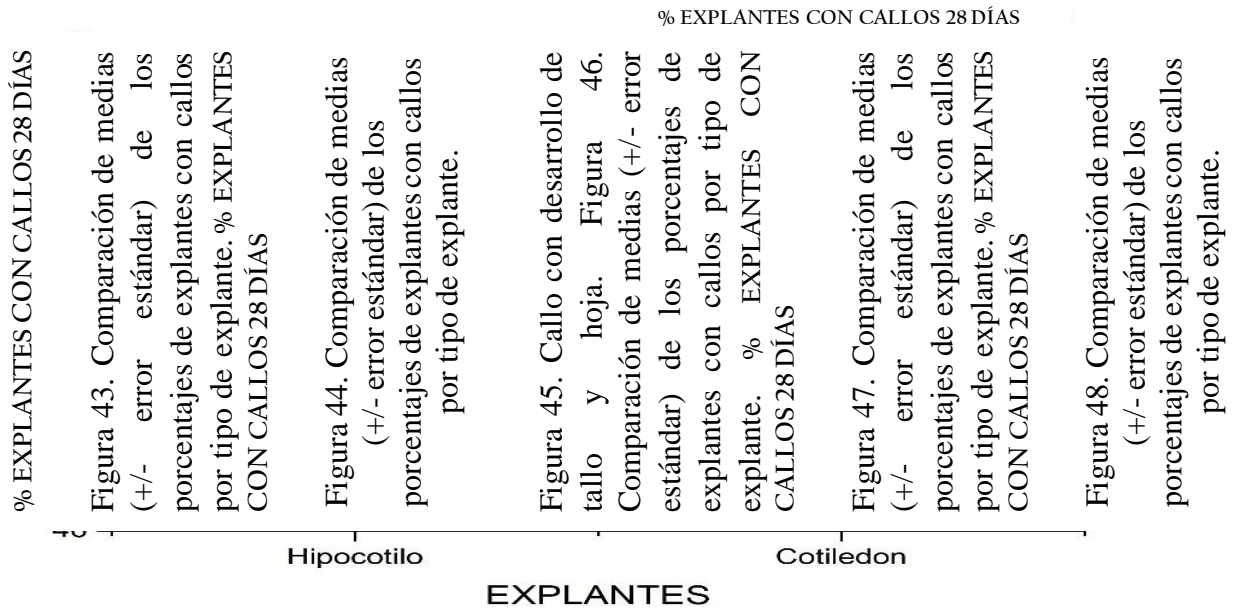 % EXPLANTES CON CALLOS 28 DÍAS
% EXPLANTES CON CALLOS 28 DÍAS
Figura 43. Comparación de medias
(+/- error estándar) de los
porcentajes de explantes con callos
por tipo de explante. % EXPLANTES
CON CALLOS 28 DÍAS
Figura 44. Comparación de medias
(+/- error estándar) de los
porcentajes de explantes con callos
por tipo de explante.
Figura 45. Callo con desarrollo de
tallo y hoja. Figura 46.
Comparación de medias (+/- error
estándar) de los porcentajes de
explantes con callos por tipo de
explante. % EXPLANTES CON
CALLOS 28 DÍAS
Figura 47. Comparación de medias
(+/- error estándar) de los
porcentajes de explantes con callos
por tipo de explante. % EXPLANTES
CON CALLOS 28 DÍAS
Figura 48. Comparación de medias
(+/- error estándar) de los
porcentajes de explantes con callos
por tipo de explante.
Hipocotilo
Cotiledon
EXPLANTES